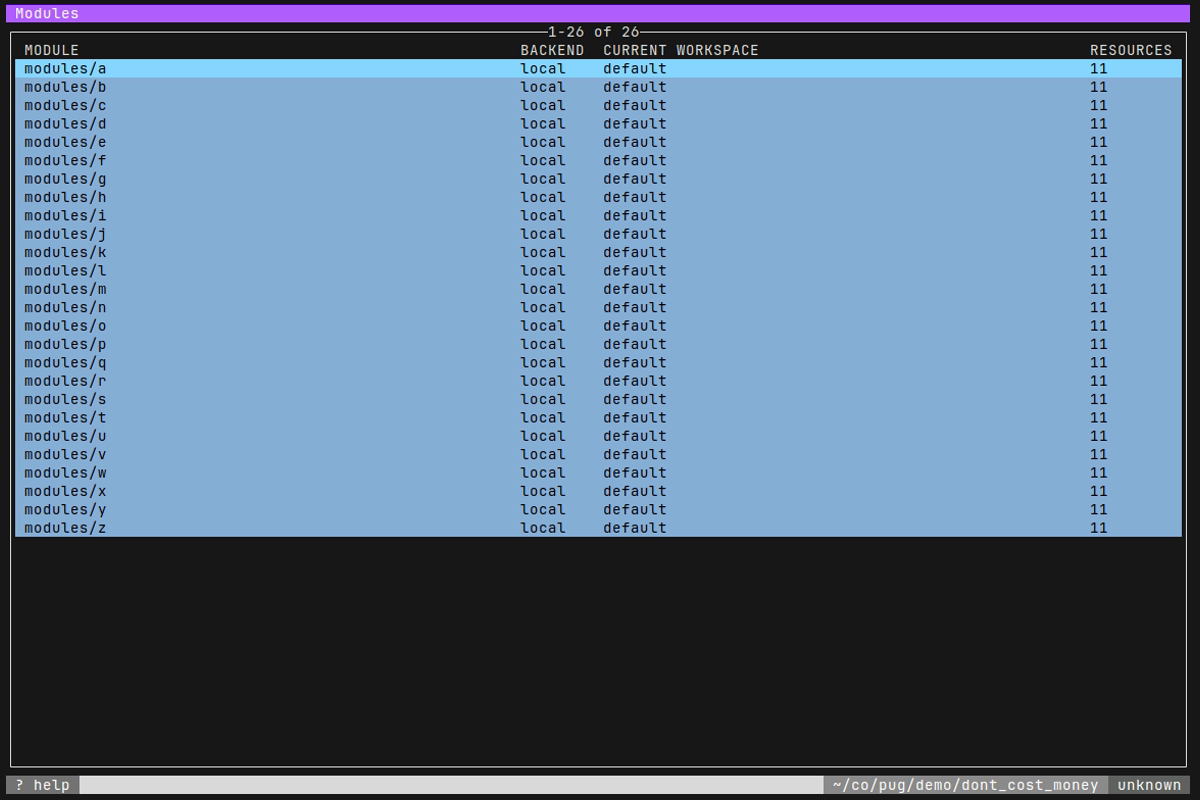 Modules
1-26 of 26
MODULE BACKEND CURRENT WORKSPACE RESOURCES
modules/a local default 11
modules/b local default 11
modules/c local default 11
modules/d local default 11
modules/e local default 11
modules/f local default 11
modules/g local default 11
modules/h local default 11
modules/i local default 11
modules/j local default 11
modules/k local default 11
modules/l local default 11
modules/m local default 11
modules/n local default 11
modules/o local default 11
modules/p local default 11
modules/q local default 11
modules/r local default 11
modules/s local default 11
modules/t local default 11
modules/u local default 11
modules/v local default 11
modules/w local default 11
modules/x local default 11
modules/y local default 11
modules/z local default 11
? help ~/co/pug/demo/dont_cost_money unknown